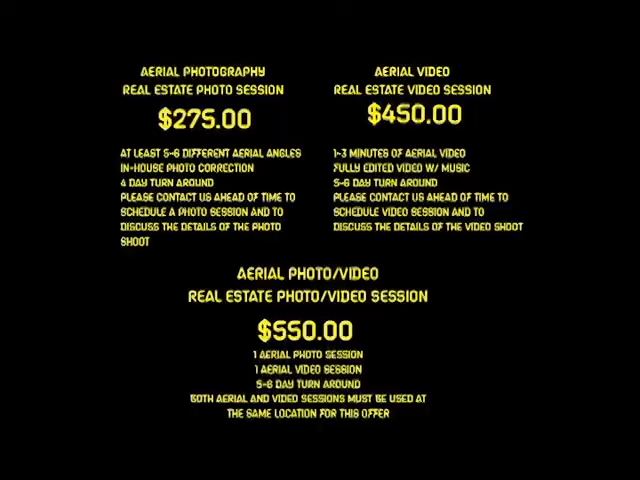 AERIAL PHOTOGRAPHY
REAL ESTATE PHOTO SESSION
$275.00
AT LEAST 5-6 DIFFERENT AERIAL ANGLES
IN-HOUSE PHOTO CORRECTION
4 DAY TURN AROUND
PLEASE CONTACT US AHEAD OF TIME TO
SCHEDULE A PHOTO SESSION AND TO
DISCUSS THE DETAILS OF THE PHOTO
SHOOT
AERIAL VIDEO
REAL ESTATE VIDEO SESSION
$450.00
1-3 MINUTES OF AERIAL VIDEO
FULLY EDITED VIDEO W/ MUSIC
5-6 DAY TURN AROUND
PLEASE CONTACT US AHEAD OF TIME TO
SCHEDULE VIDEO SESSION AND TO
DISCUSS THE DETAILS OF THE VIDEO SHOOT
AERIAL PHOTO/VIDEO
REAL ESTATE PHOTO/VIDEO SESSION
$550.00
1 AERIAL PHOTO SESSION
1 AERIAL VIDEO SESSION
5-6 DAY TURN AROUND
BOTH AERIAL AND VIDEO SESSIONS MUST BE USED AT
THE SAME LOCATION FOR THIS OFFER